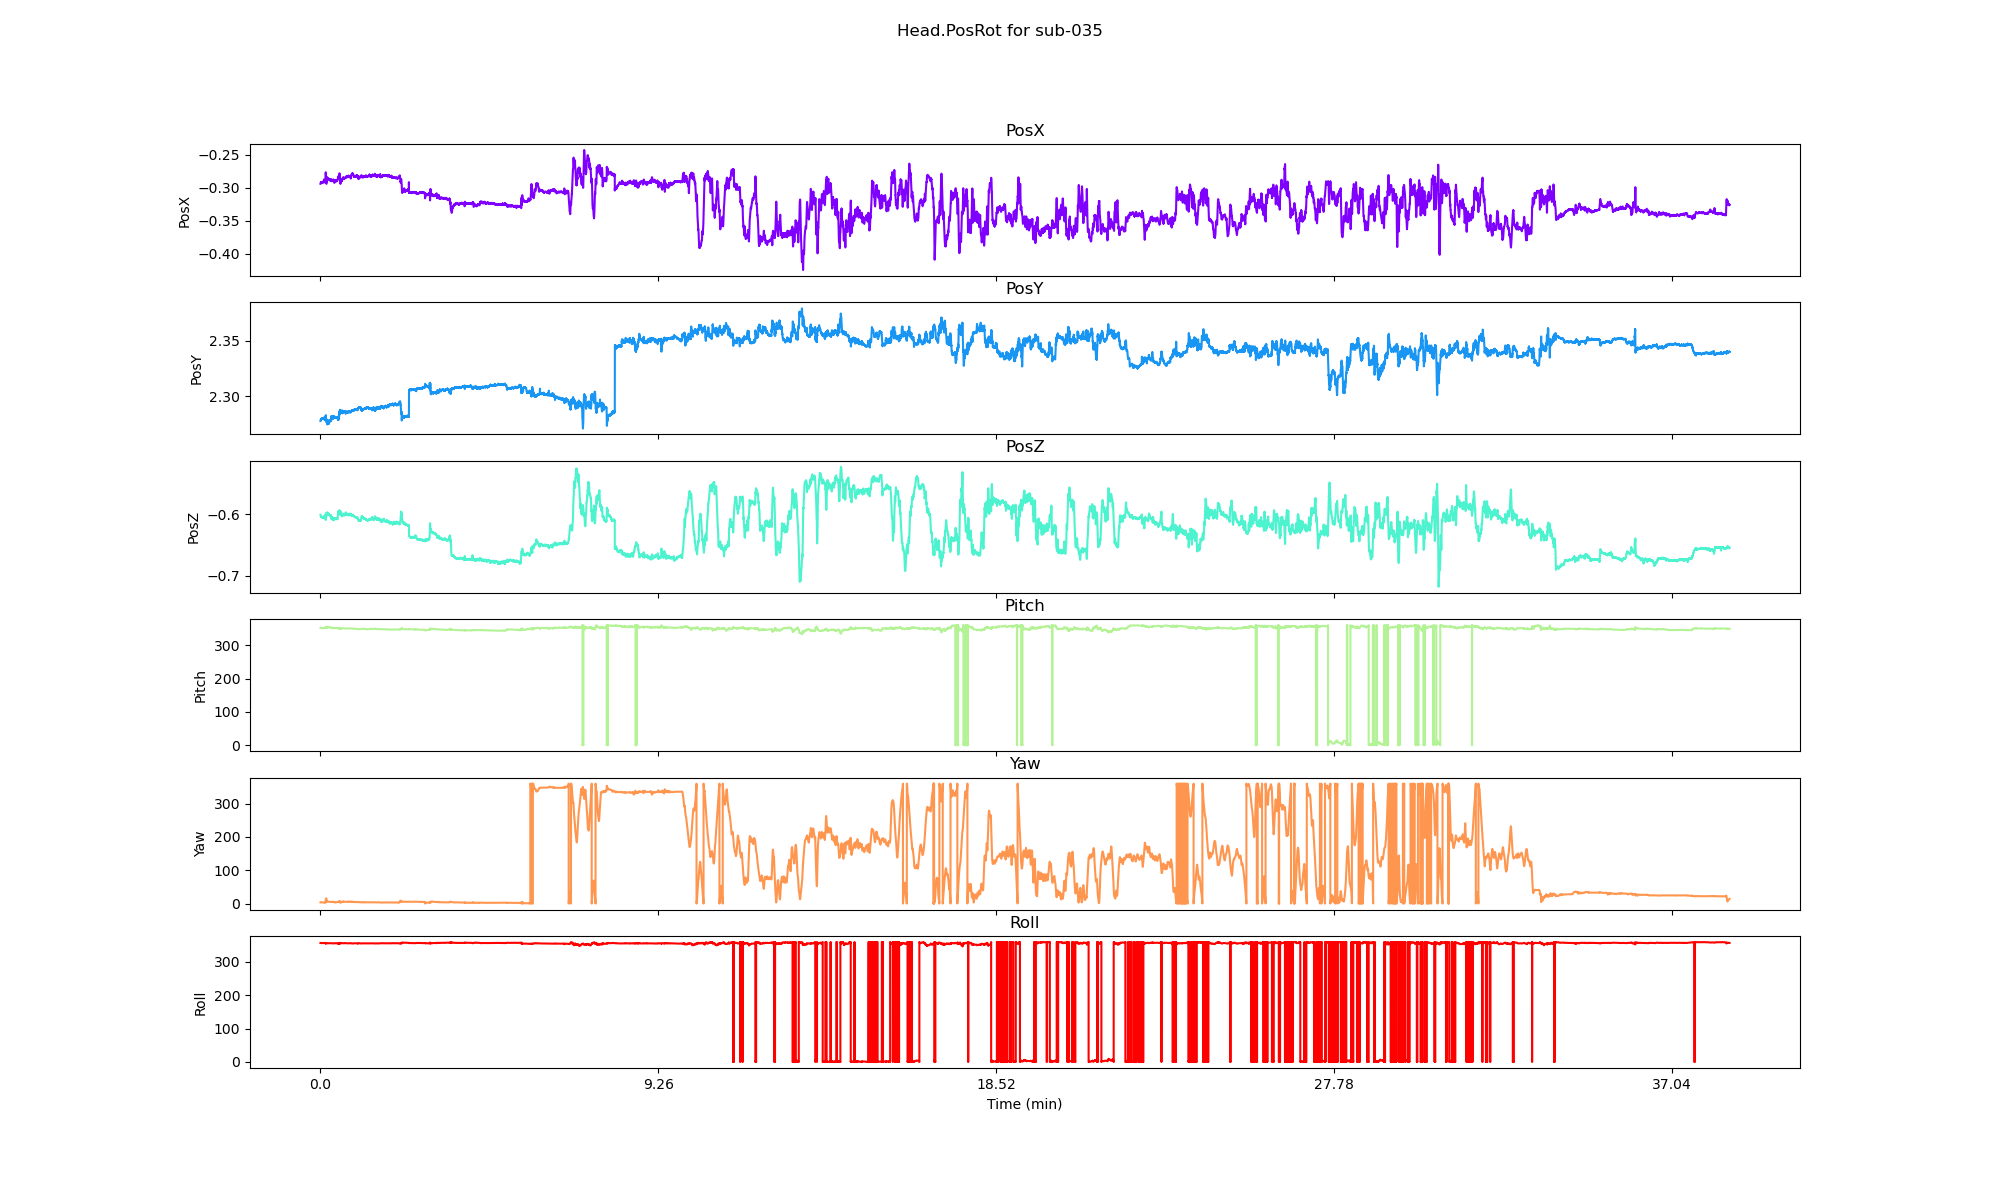 Head.PosRot for sub-035
PosX
−0.25
−0.30
−0.35
−0.40
PosX
PosY
2.35
2.30
PosY
PosZ
−0.6
−0.7
PosZ
Pitch
300
200
100
0
Pitch
Yaw
300
200
100
0
Yaw
Roll
300
200
100
0
Roll
0.0 9.26 18.52 27.78 37.04
Time (min)